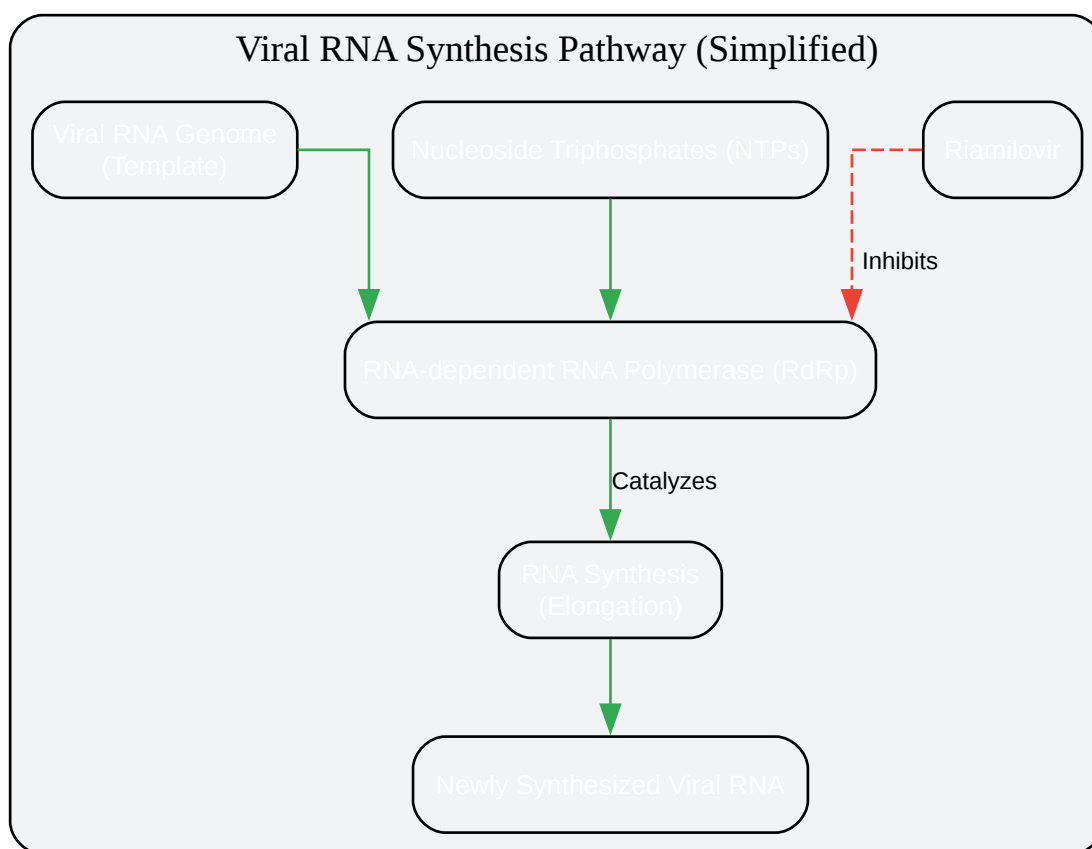 Viral RNA Synthesis Pathway (Simplified)
Viral RNA Genome
(Template)
Nucleoside Triphosphates (NTPs)
Riamilovir
Inhibits
RNA-dependent RNA Polymerase (RdRp)
Catalyzes
RNA Synthesis
(Elongation)
Newly Synthesized Viral RNA